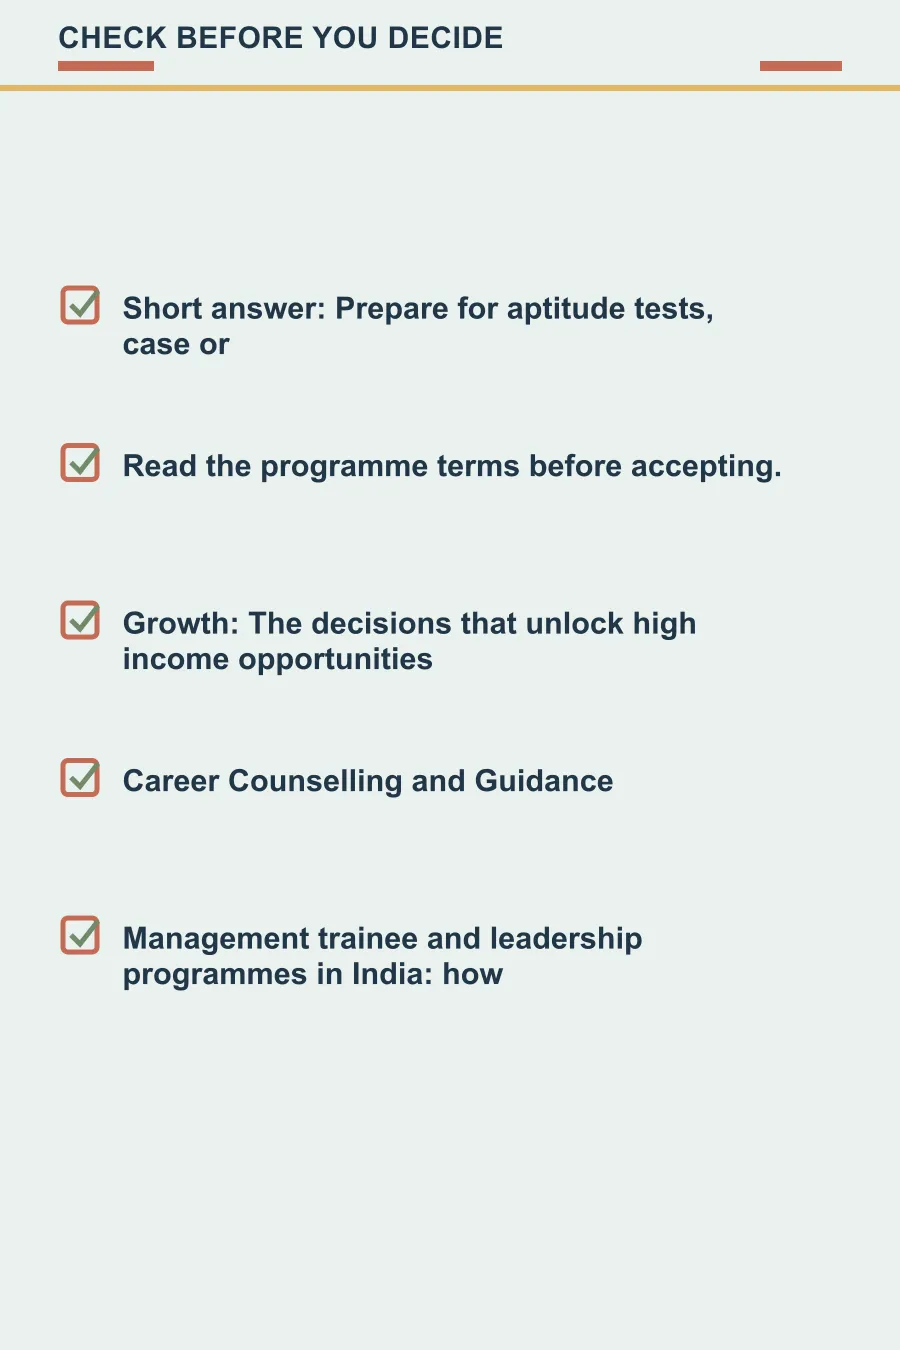 CHECK BEFORE YOU DECIDE
Short answer: Prepare for aptitude tests,
case or
Read the programme terms before accepting.
Growth: The decisions that unlock high
income opportunities
Career Counselling and Guidance
Management trainee and leadership
programmes in India: how